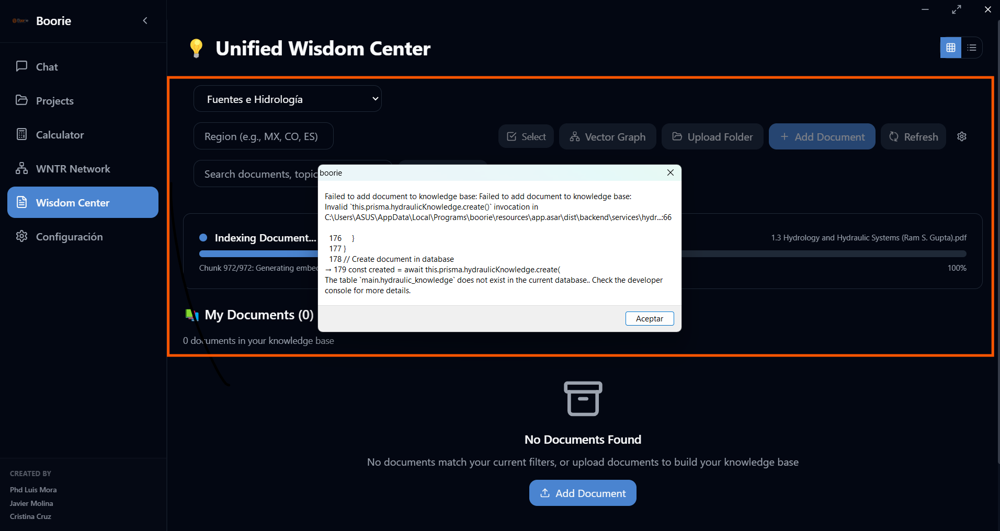 Boorie
Boorie
Chat
Projects
Calculator
WNTR Network
Wisdom Center
Configuración
CREATED BY
Phd Luis Mora
Javier Molina
Cristina Cruz
Unified Wisdom Center
Fuentes e Hidrología
Region (e.g., MX, CO, ES)
Select
Vector Graph
Upload Folder
Add Document
Refresh
Search documents, topic
Indexing Document...
1.3 Hydrology and Hydraulic Systems (Ram S. Gupta).pdf
Chunk 972/972: Generating embe
100%
boorie
Failed to add document to knowledge base: Failed to add document to knowledge base:
Invalid `this.prisma.hydraulicKnowledge.create()` invocation in
C:\Users\ASUS\AppData\Local\Programs\boorie\resources\app.asar\dist\backend\services\hydr...:66
176 }
177 }
178 // Create document in database
→ 179 const created = await this.prisma.hydraulicKnowledge.create(
The table `main.hydraulic_knowledge` does not exist in the current database.. Check the developer
console for more details.
Aceptar
My Documents (0)
0 documents in your knowledge base
No Documents Found
No documents match your current filters, or upload documents to build your knowledge base
Add Document